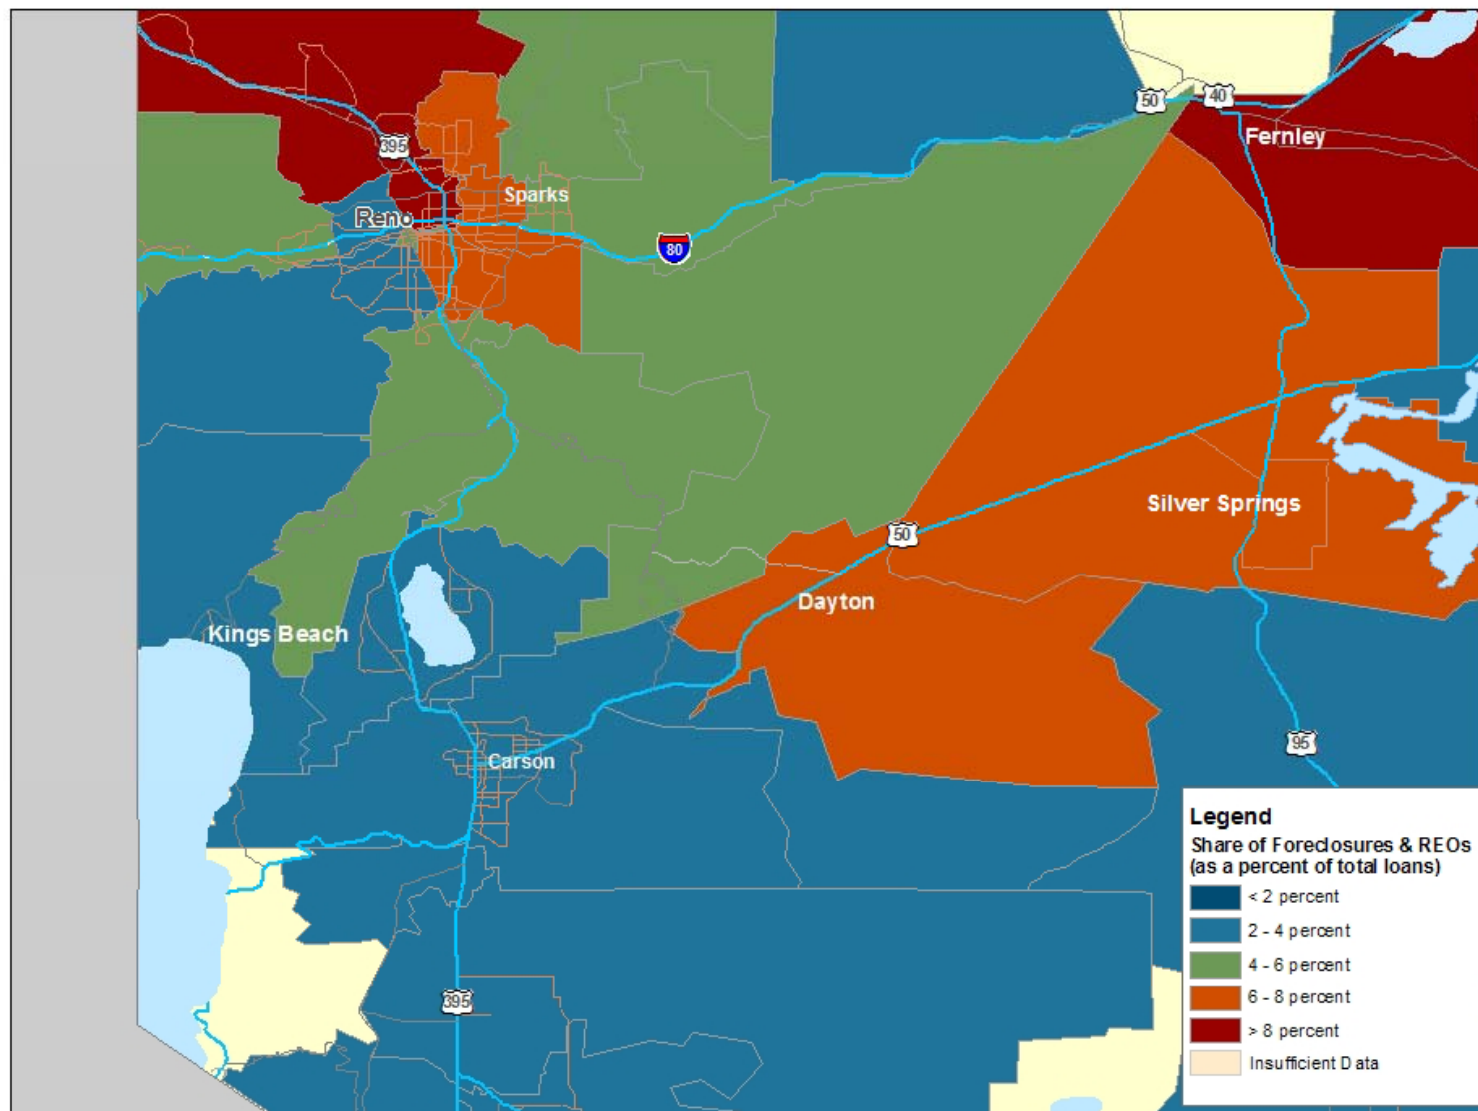 50
40
Fernley
395
Sparks
Reno
80
Silver Springs
50
Dayton
Kings Beach
95
Carson
395
Legend
Share of Foreclosures & REOs
(as a percent of total loans)
< 2 percent
2 - 4 percent
4 - 6 percent
6 - 8 percent
> 8 percent
Insufficient Data